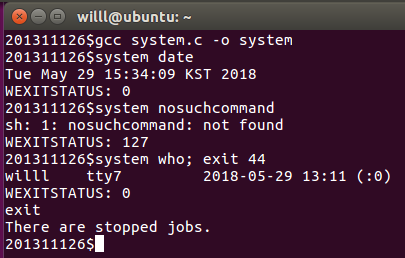 willl@ubuntu: ~
201311126$gcc system.c -o system
201311126$system date
Tue May 29 15:34:09 KST 2018
WEXITSTATUS: 0
201311126$system nosuchcommand
sh: 1: nosuchcommand: not found
WEXITSTATUS: 127
201311126$system who; exit 44
willl    tty7         2018-05-29 13:11 (:0)
WEXITSTATUS: 0
exit
There are stopped jobs.
201311126$